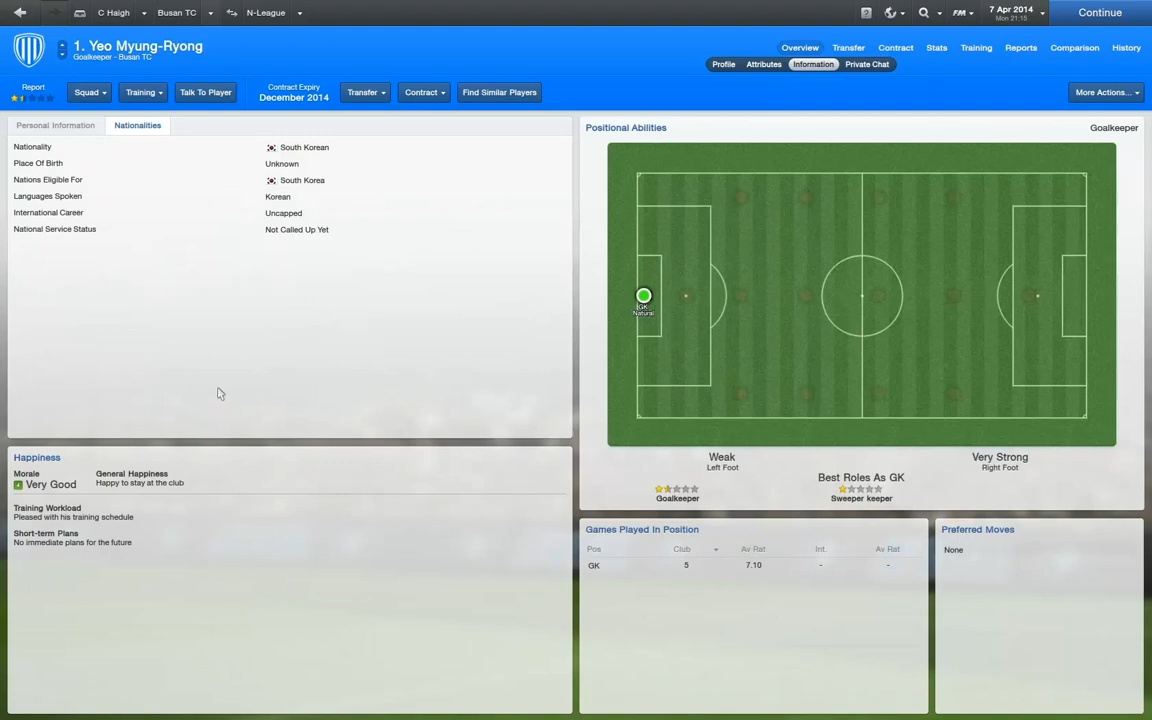 C Haigh Busan TC N-League
FM 7 Apr 2014 Mon 21:15 Continue
1. Yeo Myung-Ryong
Goalkeeper - Busan TC
Overview Transfer Contract Stats Training Reports Comparison History
Profile Attributes Information Private Chat
Report Squad Training Talk To Player Contract Expiry December 2014 Transfer Contract Find Similar Players More Actions...
Personal Information Nationalities
Nationality South Korean
Place Of Birth Unknown
Nations Eligible For South Korea
Languages Spoken Korean
International Career Uncapped
National Service Status Not Called Up Yet
Positional Abilities Goalkeeper
GK
Natural
Weak
Left Foot
Very Strong
Right Foot
Best Roles As GK
Goalkeeper Sweeper keeper
Happiness
Morale
Very Good
General Happiness
Happy to stay at the club
Training Workload
Pleased with his training schedule
Short-term Plans
No immediate plans for the future
Games Played In Position
Pos Club Av Rat Int. Av Rat
GK 5 7.10 - -
Preferred Moves
None